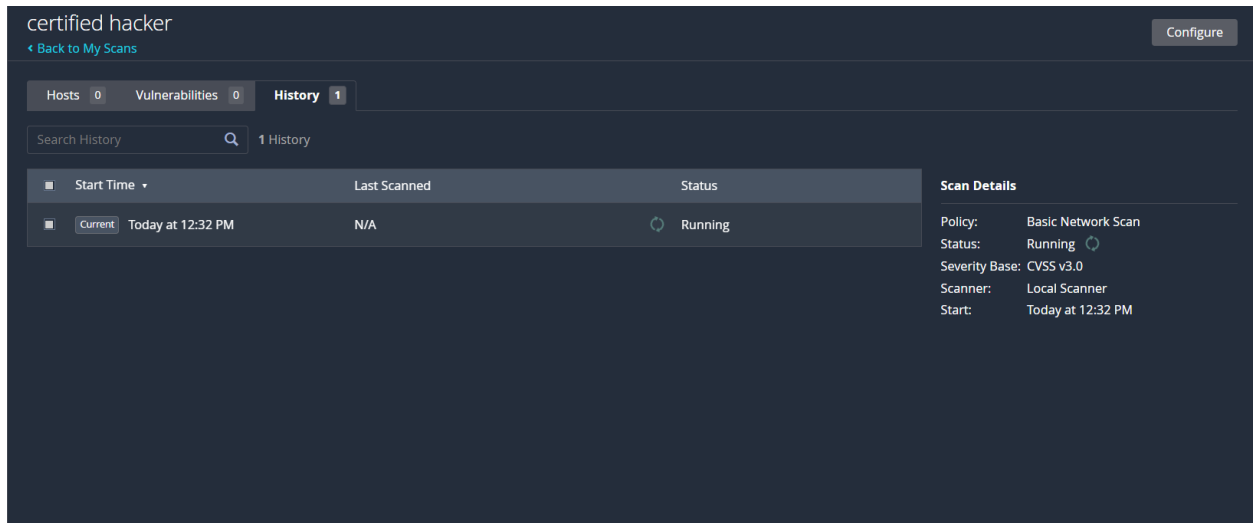 certified hacker
Back to My Scans
Configure
Hosts 0 Vulnerabilities 0 History 1
Search History 1 History
Start Time Last Scanned Status
Current Today at 12:32 PM N/A Running
Scan Details
Policy: Basic Network Scan
Status: Running
Severity Base: CVSS v3.0
Scanner: Local Scanner
Start: Today at 12:32 PM